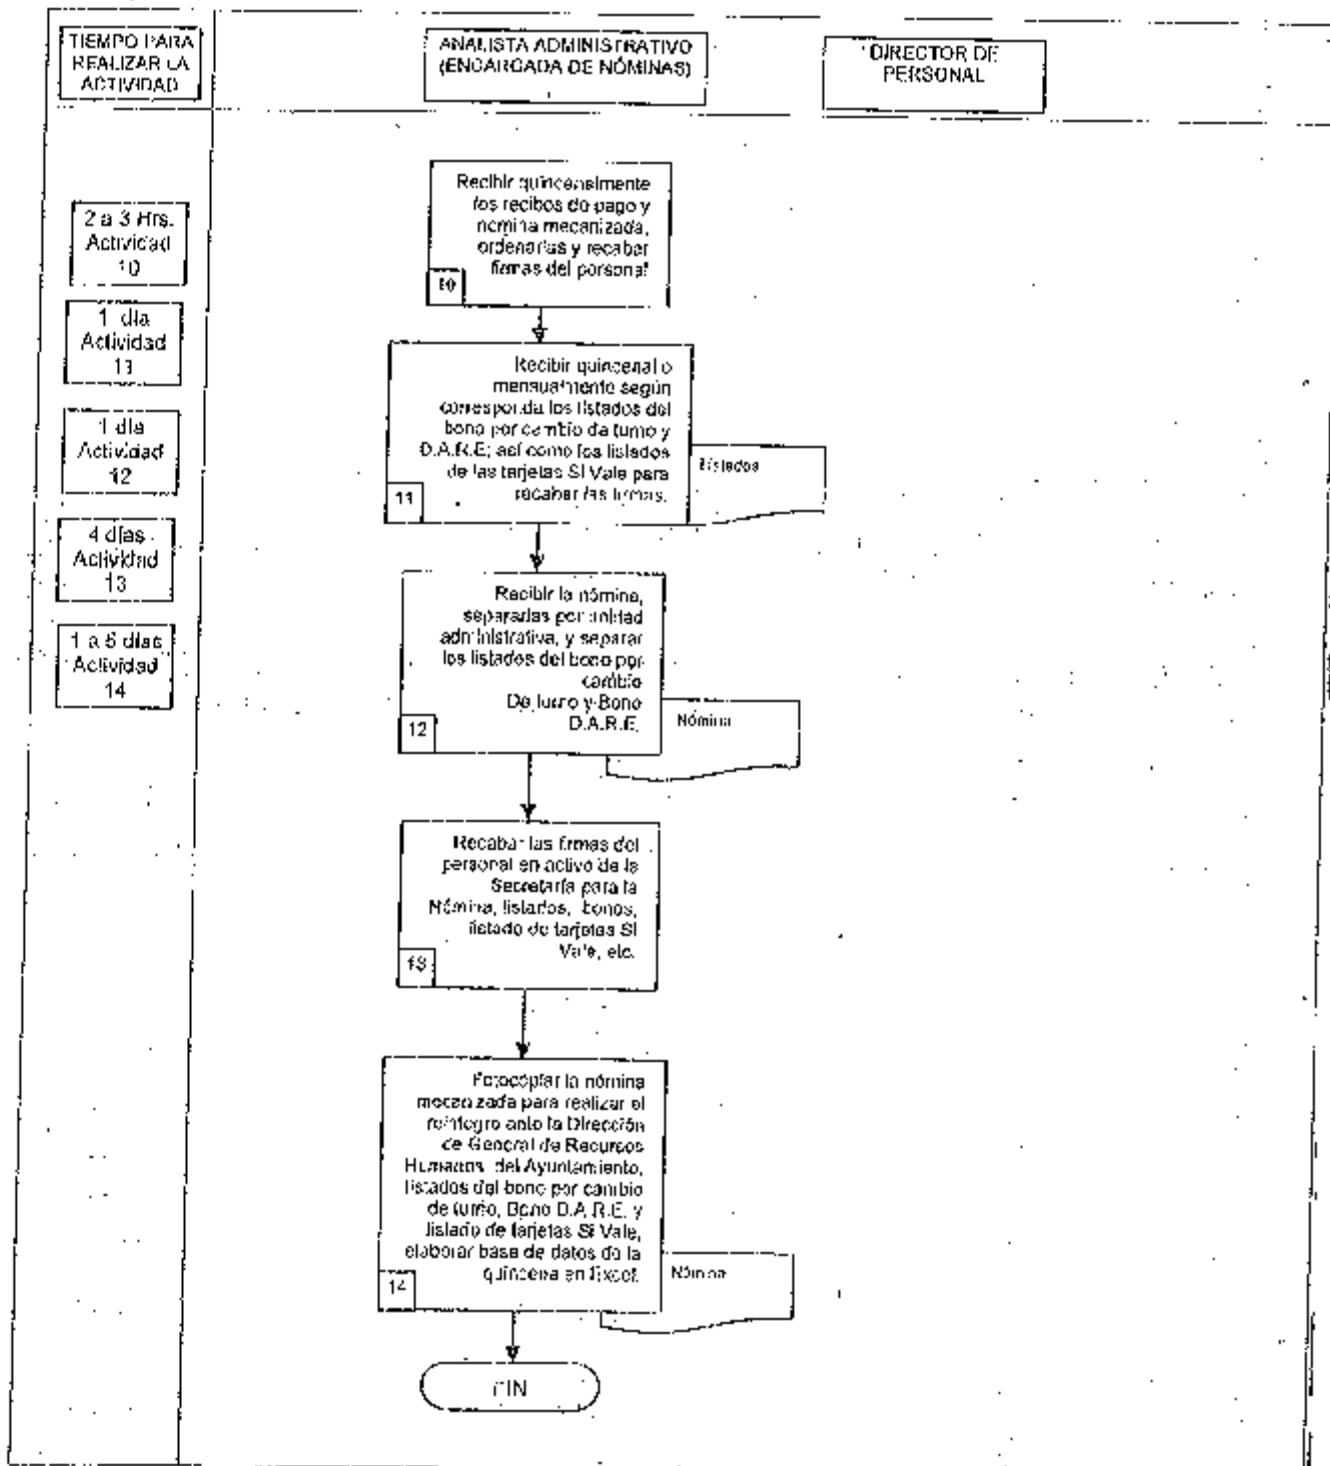 TIEMPO PARA
REALIZAR LA
ACTIVIDAD
ANALISTA ADMINISTRATIVO
(ENCARGADA DE NÓMINAS)
DIRECTOR DE
PERSONAL
2 a 3 Hrs.
Actividad
10
1 día
Actividad
11
1 día
Actividad
12
4 días
Actividad
13
1 a 5 días
Actividad
14
Recibir quincenalmente
los recibos de pago y
nómina mecanizada,
ordenarlas y recabar
firmas del personal
10
Recibir quincenal o
mensualmente según
corresponda los listados del
bono por cambio de turno y
D.A.R.E; así como los listados
de las tarjetas Si Vale para
recabar las firmas.
11
Listados
Recibir la nómina,
separarlas por unidad
administrativa, y separar
los listados del bono por
cambio
De turno y Bono
D.A.R.E.
12
Nómina
Recabar las firmas del
personal en activo de la
Secretaría para la
Nómina, listados, bonos,
listado de tarjetas Si
Vale, etc.
13
Fotocopiar la nómina
mecanizada para realizar el
reintegro ante la Dirección
de General de Recursos
Humanos del Ayuntamiento,
listados del bono por cambio
de turno, Bono D.A.R.E. y
listado de tarjetas Si Vale,
elaborar base de datos de la
quincena en Excel.
14
Nómina
FIN